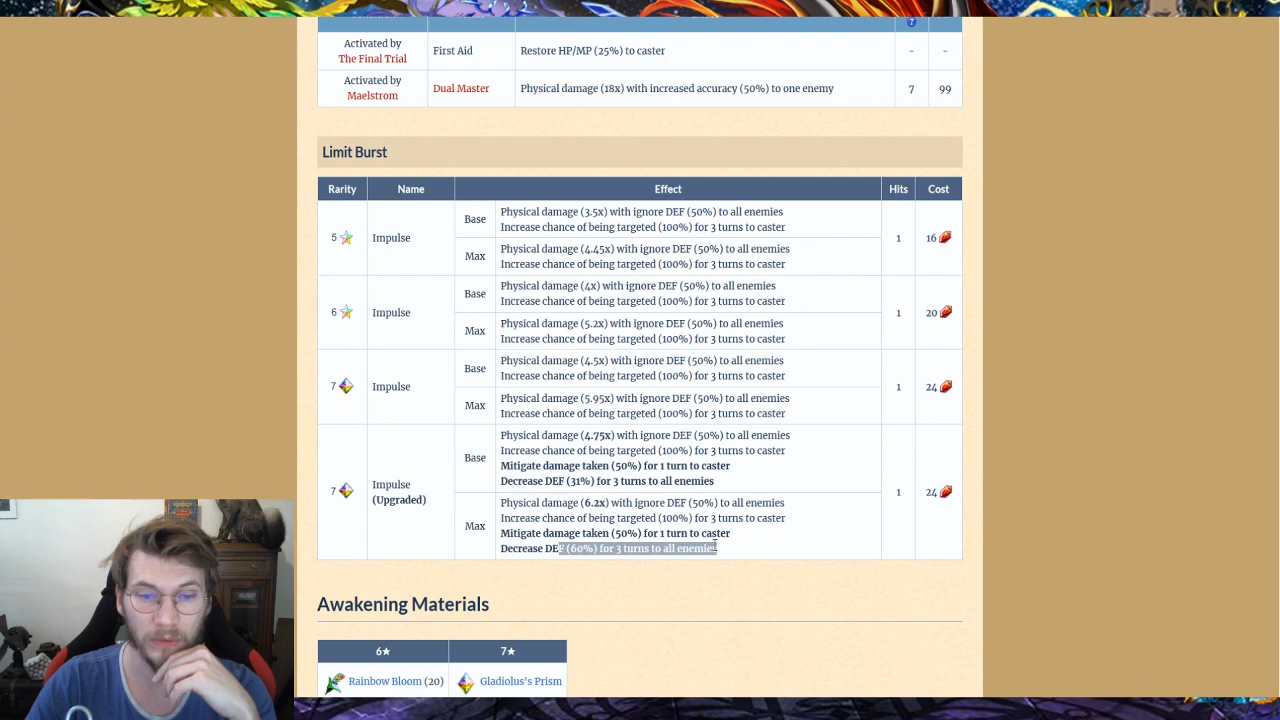 ?
Activated by
The Final Trial
First Aid
Restore HP/MP (25%) to caster
-
-
Activated by
Maelstrom
Dual Master
Physical damage (18x) with increased accuracy (50%) to one enemy
7
99
Limit Burst
Rarity
Name
Effect
Hits
Cost
5
Impulse
Base
Physical damage (3.5x) with ignore DEF (50%) to all enemies
Increase chance of being targeted (100%) for 3 turns to caster
Max
Physical damage (4.45x) with ignore DEF (50%) to all enemies
Increase chance of being targeted (100%) for 3 turns to caster
1
16
6
Impulse
Base
Physical damage (4x) with ignore DEF (50%) to all enemies
Increase chance of being targeted (100%) for 3 turns to caster
Max
Physical damage (5.2x) with ignore DEF (50%) to all enemies
Increase chance of being targeted (100%) for 3 turns to caster
1
20
7
Impulse
Base
Physical damage (4.5x) with ignore DEF (50%) to all enemies
Increase chance of being targeted (100%) for 3 turns to caster
Max
Physical damage (5.95x) with ignore DEF (50%) to all enemies
Increase chance of being targeted (100%) for 3 turns to caster
1
24
7
Impulse
(Upgraded)
Base
Physical damage (4.75x) with ignore DEF (50%) to all enemies
Increase chance of being targeted (100%) for 3 turns to caster
Mitigate damage taken (50%) for 1 turn to caster
Decrease DEF (31%) for 3 turns to all enemies
Max
Physical damage (6.2x) with ignore DEF (50%) to all enemies
Increase chance of being targeted (100%) for 3 turns to caster
Mitigate damage taken (50%) for 1 turn to caster
Decrease DEF (60%) for 3 turns to all enemies
1
24
Awakening Materials
6★
7★
Rainbow Bloom (20)
Gladiolus's Prism